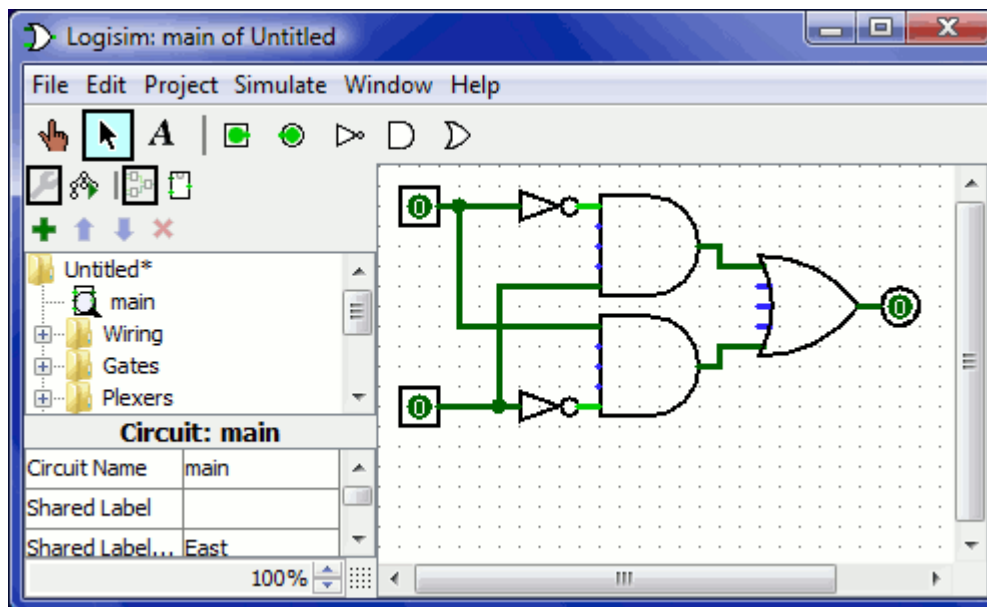 Logisim: main of Untitled
File Edit Project Simulate Window Help
A
Untitled*
main
Wiring
Gates
Plexers
Circuit: main
Circuit Name main
Shared Label
Shared Label... East
100%
0
0
0